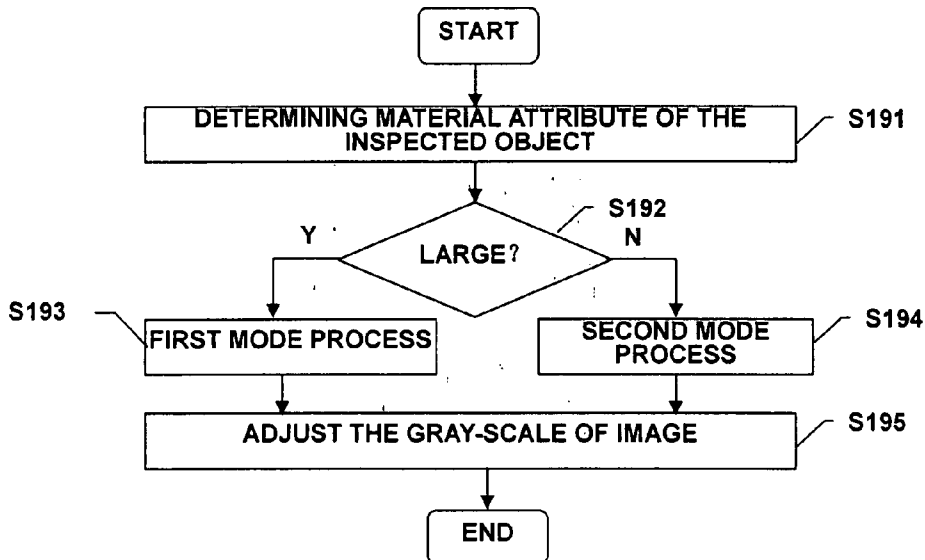 START
DETERMINING MATERIAL ATTRIBUTE OF THE
INSPECTED OBJECT
S191
S192
Y
LARGE?
N
S193
FIRST MODE PROCESS
SECOND MODE
PROCESS
S194
ADJUST THE GRAY-SCALE OF IMAGE
S195
END